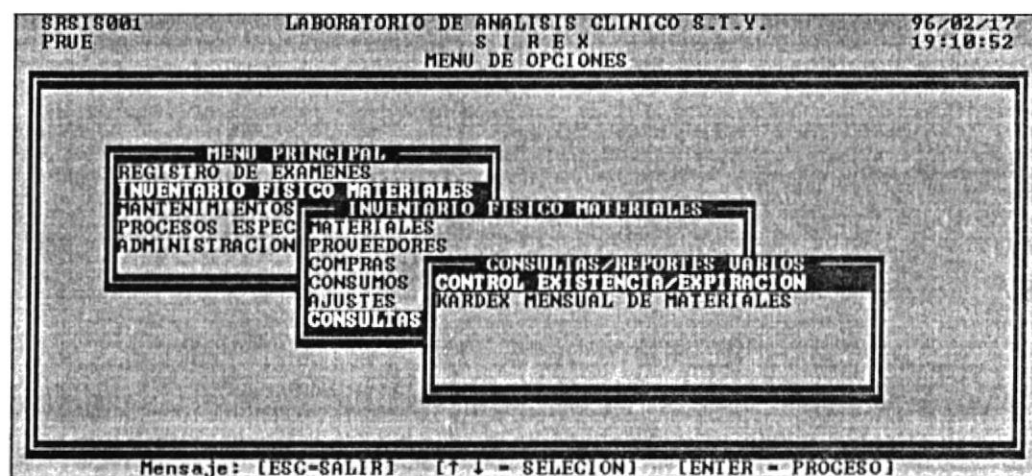 SRSIS001 LABORATORIO DE ANALISIS CLINICO S.T.Y. 96/02/17
PRUE S I R E X 19:10:52
MENU DE OPCIONES
MENU PRINCIPAL
REGISTRO DE EXAMENES
INVENTARIO FISICO MATERIALES
MANTENIMIENTOS
PROCESOS ESPEC
ADMINISTRACION
INVENTARIO FISICO MATERIALES
MATERIALES
PROVEEDORES
COMPRAS
CONSUMOS
AJUSTES
CONSULTAS
CONSULTAS/REPORTES VARIOS
CONTROL EXISTENCIA/EXPIRACION
KARDEX MENSUAL DE MATERIALES
Mensaje: [ESC=SALIR] [↑ ↓ = SELECION] [ENTER = PROCESO]